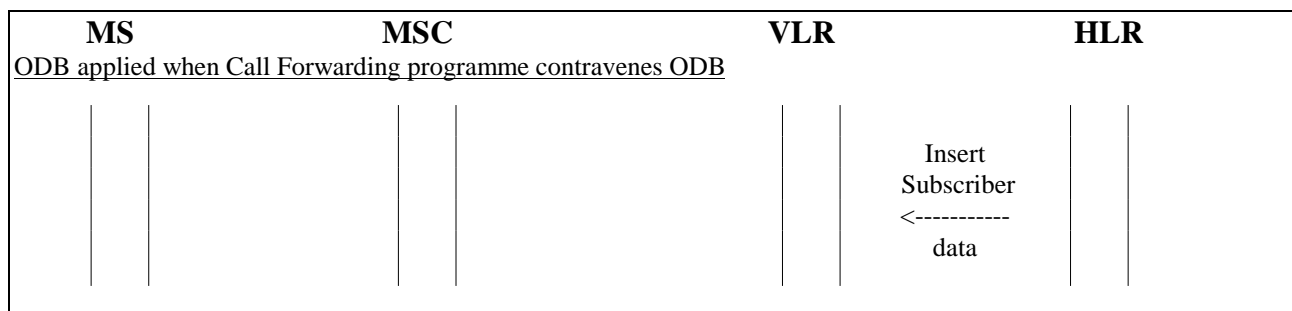 MS MSC VLR HLR
ODB applied when Call Forwarding programme contravenes ODB
Insert
Subscriber
<-----------
data